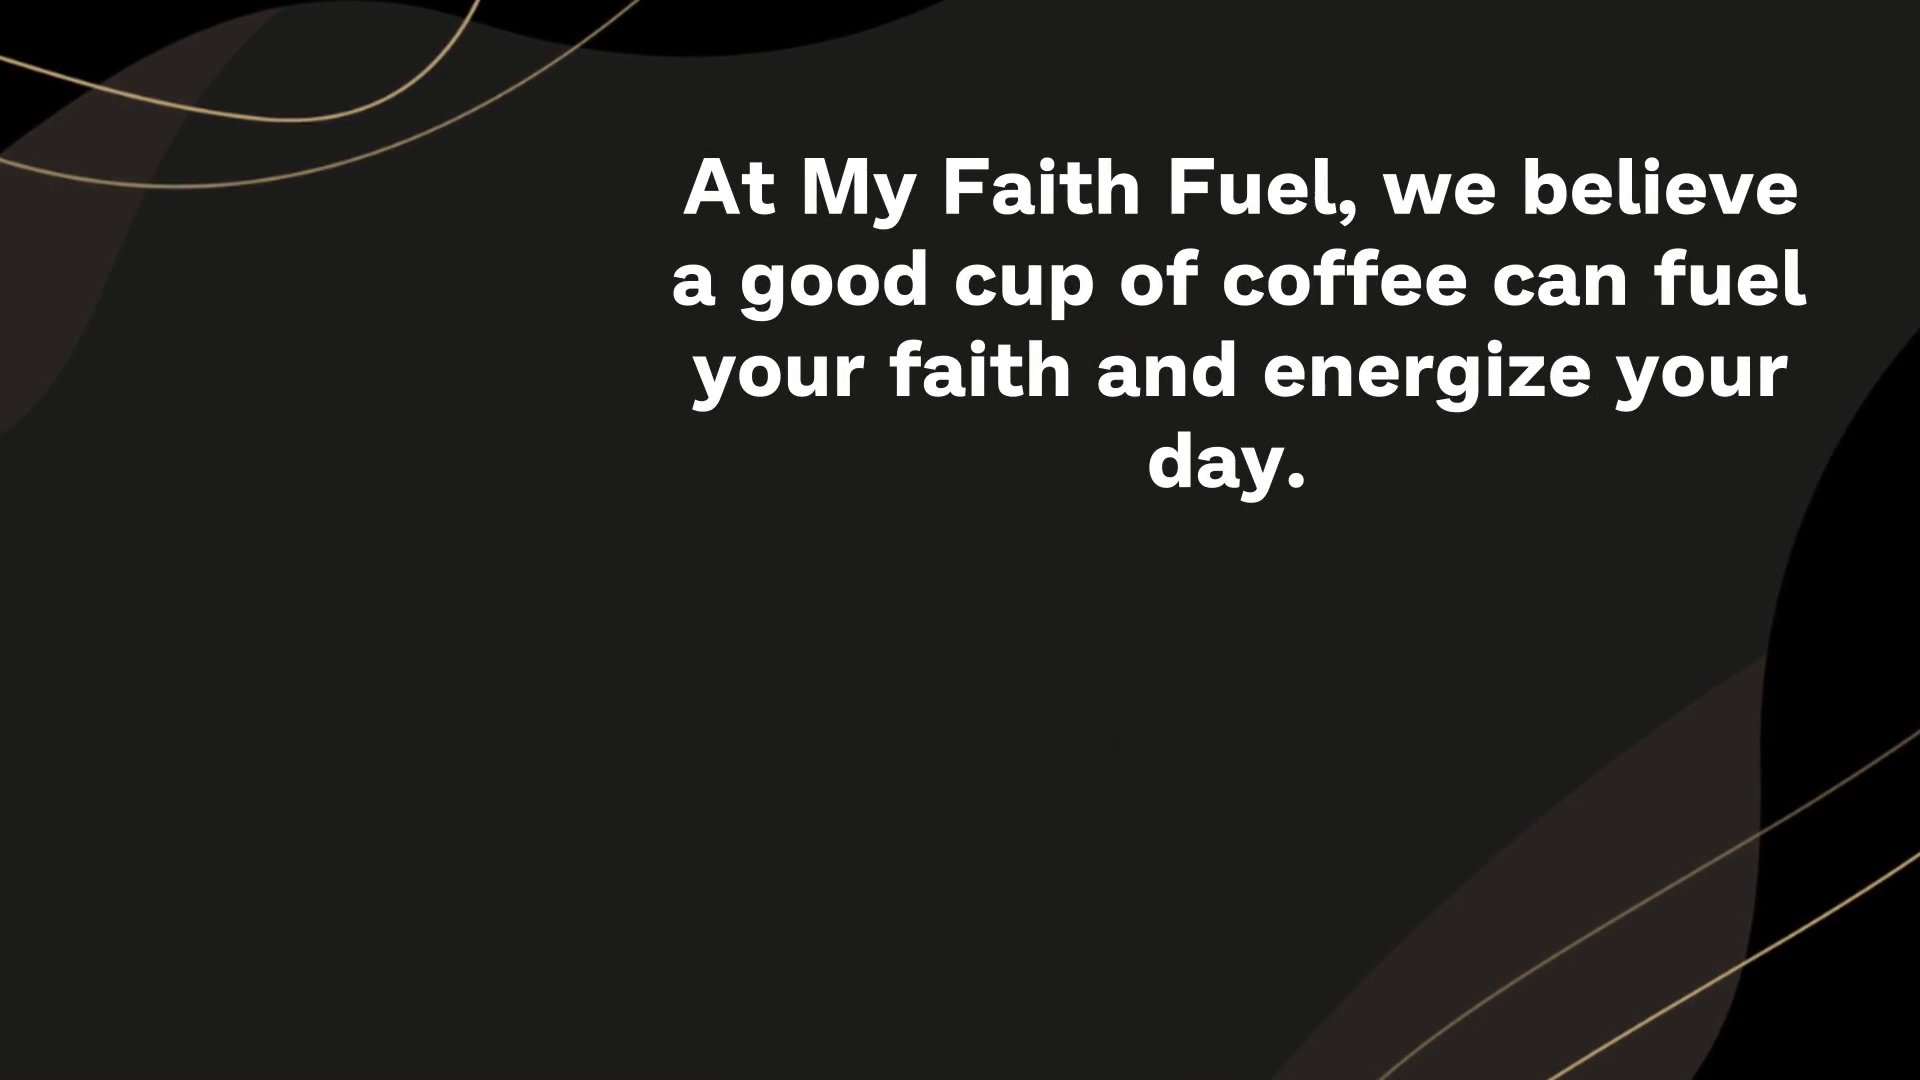 At My Faith Fuel, we believe
a good cup of coffee can fuel
your faith and energize your
day.